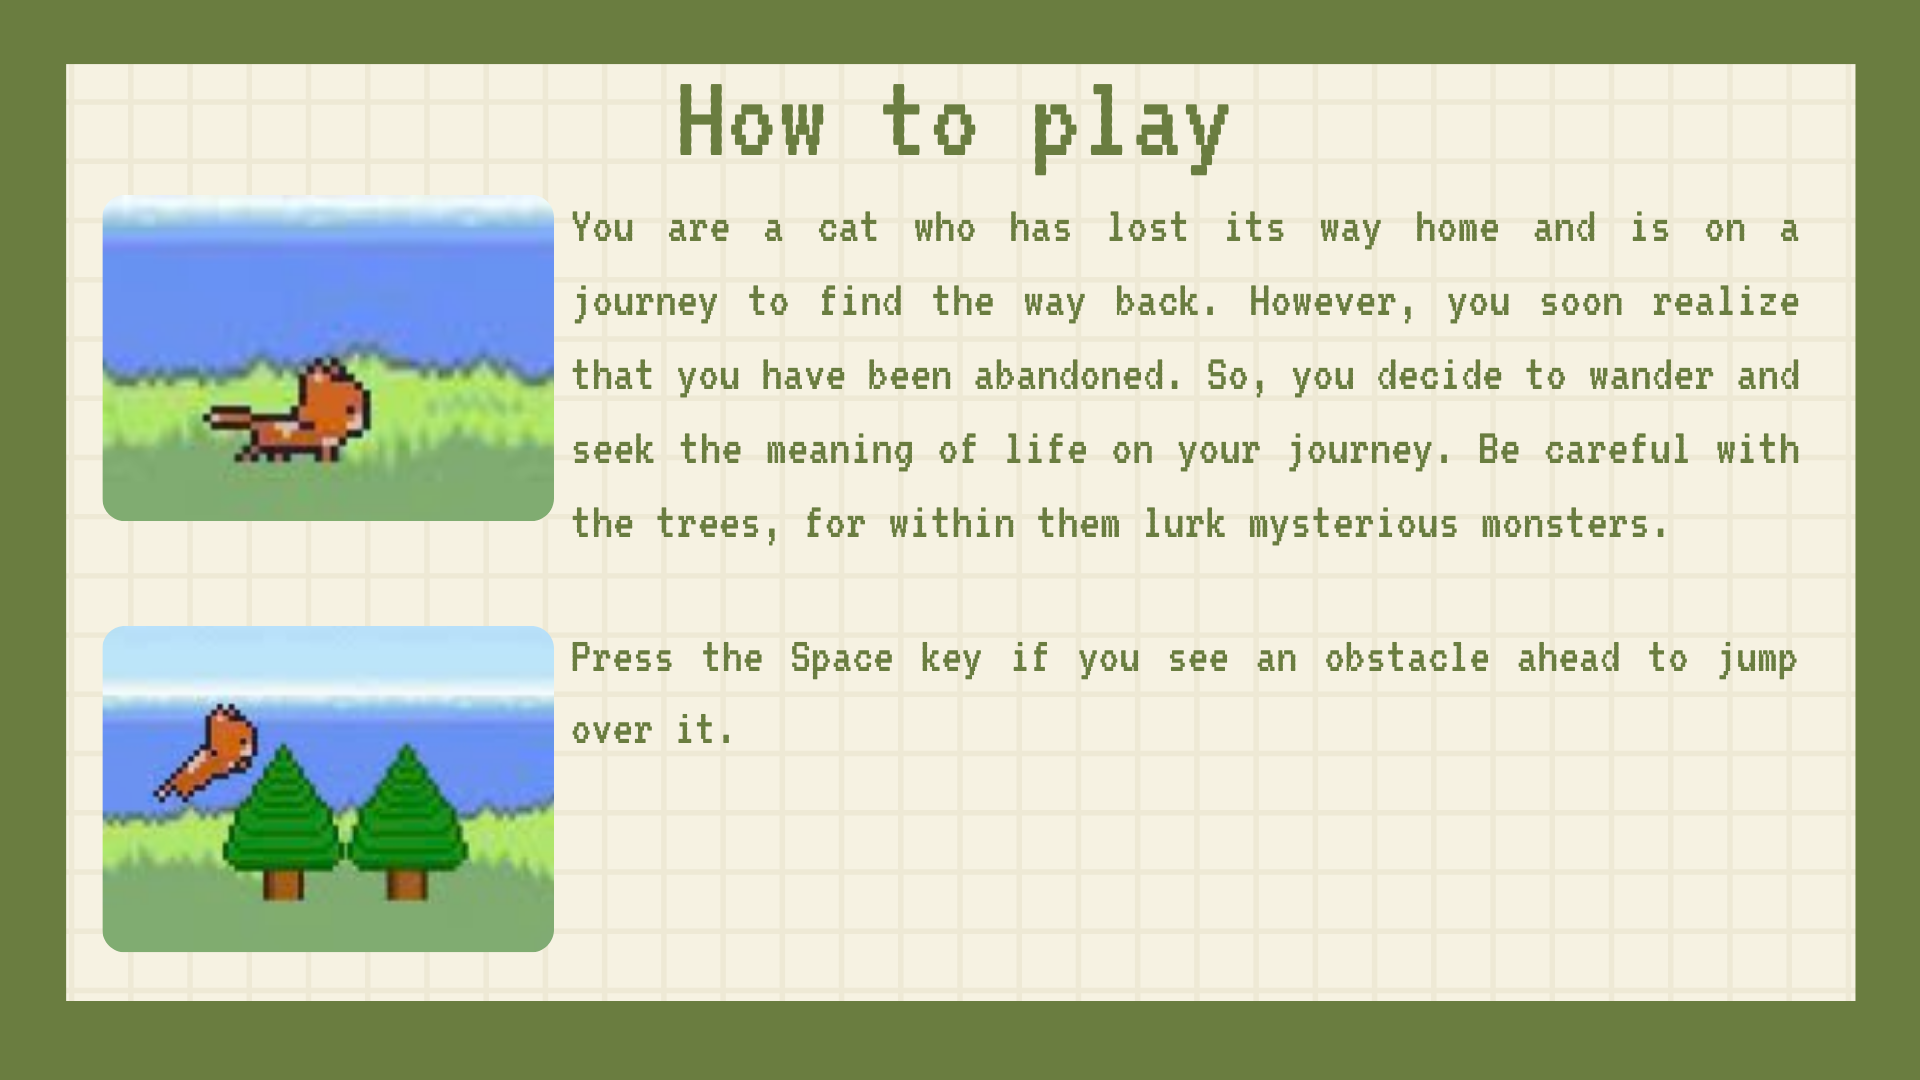 How to play
You are a cat who has lost its way home and is on a
journey to find the way back. However, you soon realize
that you have been abandoned. So, you decide to wander and
seek the meaning of life on your journey. Be careful with
the trees, for within them lurk mysterious monsters.
Press the Space key if you see an obstacle ahead to jump
over it.